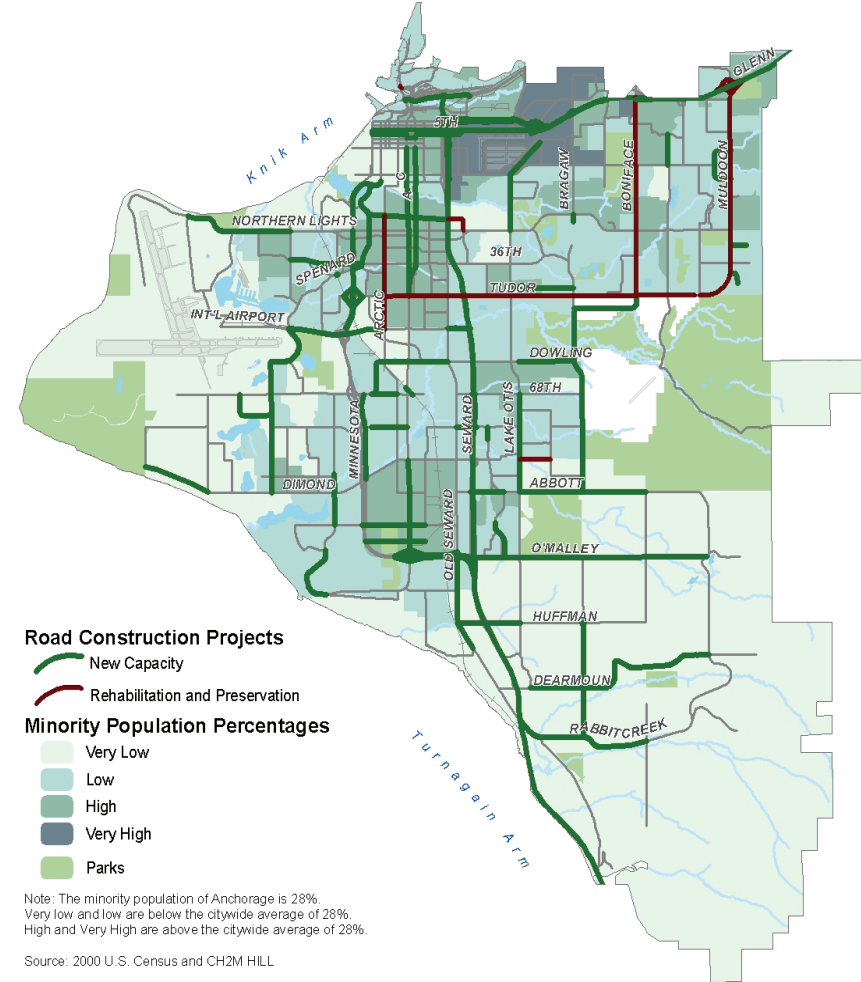 GLENN
5TH
Knik Arm
A
C
BRAGAW
BONIFACE
MULDOON
NORTHERN LIGHTS
36TH
SPENARD
TUDOR
INT'L AIRPORT
ARCTIC
DOWLING
68TH
MINNESOTA
SEWARD
LAKE OTIS
DIMOND
ABBOTT
OLD SEWARD
O'MALLEY
HUFFMAN
DEARMOUN
RABBITCREEK
Turnagain Arm
Road Construction Projects
New Capacity
Rehabilitation and Preservation
Minority Population Percentages
Very Low
Low
High
Very High
Parks
Note: The minority population of Anchorage is 28%.
Very low and low are below the citywide average of 28%.
High and Very High are above the citywide average of 28%.
Source: 2000 U.S. Census and CH2M HILL